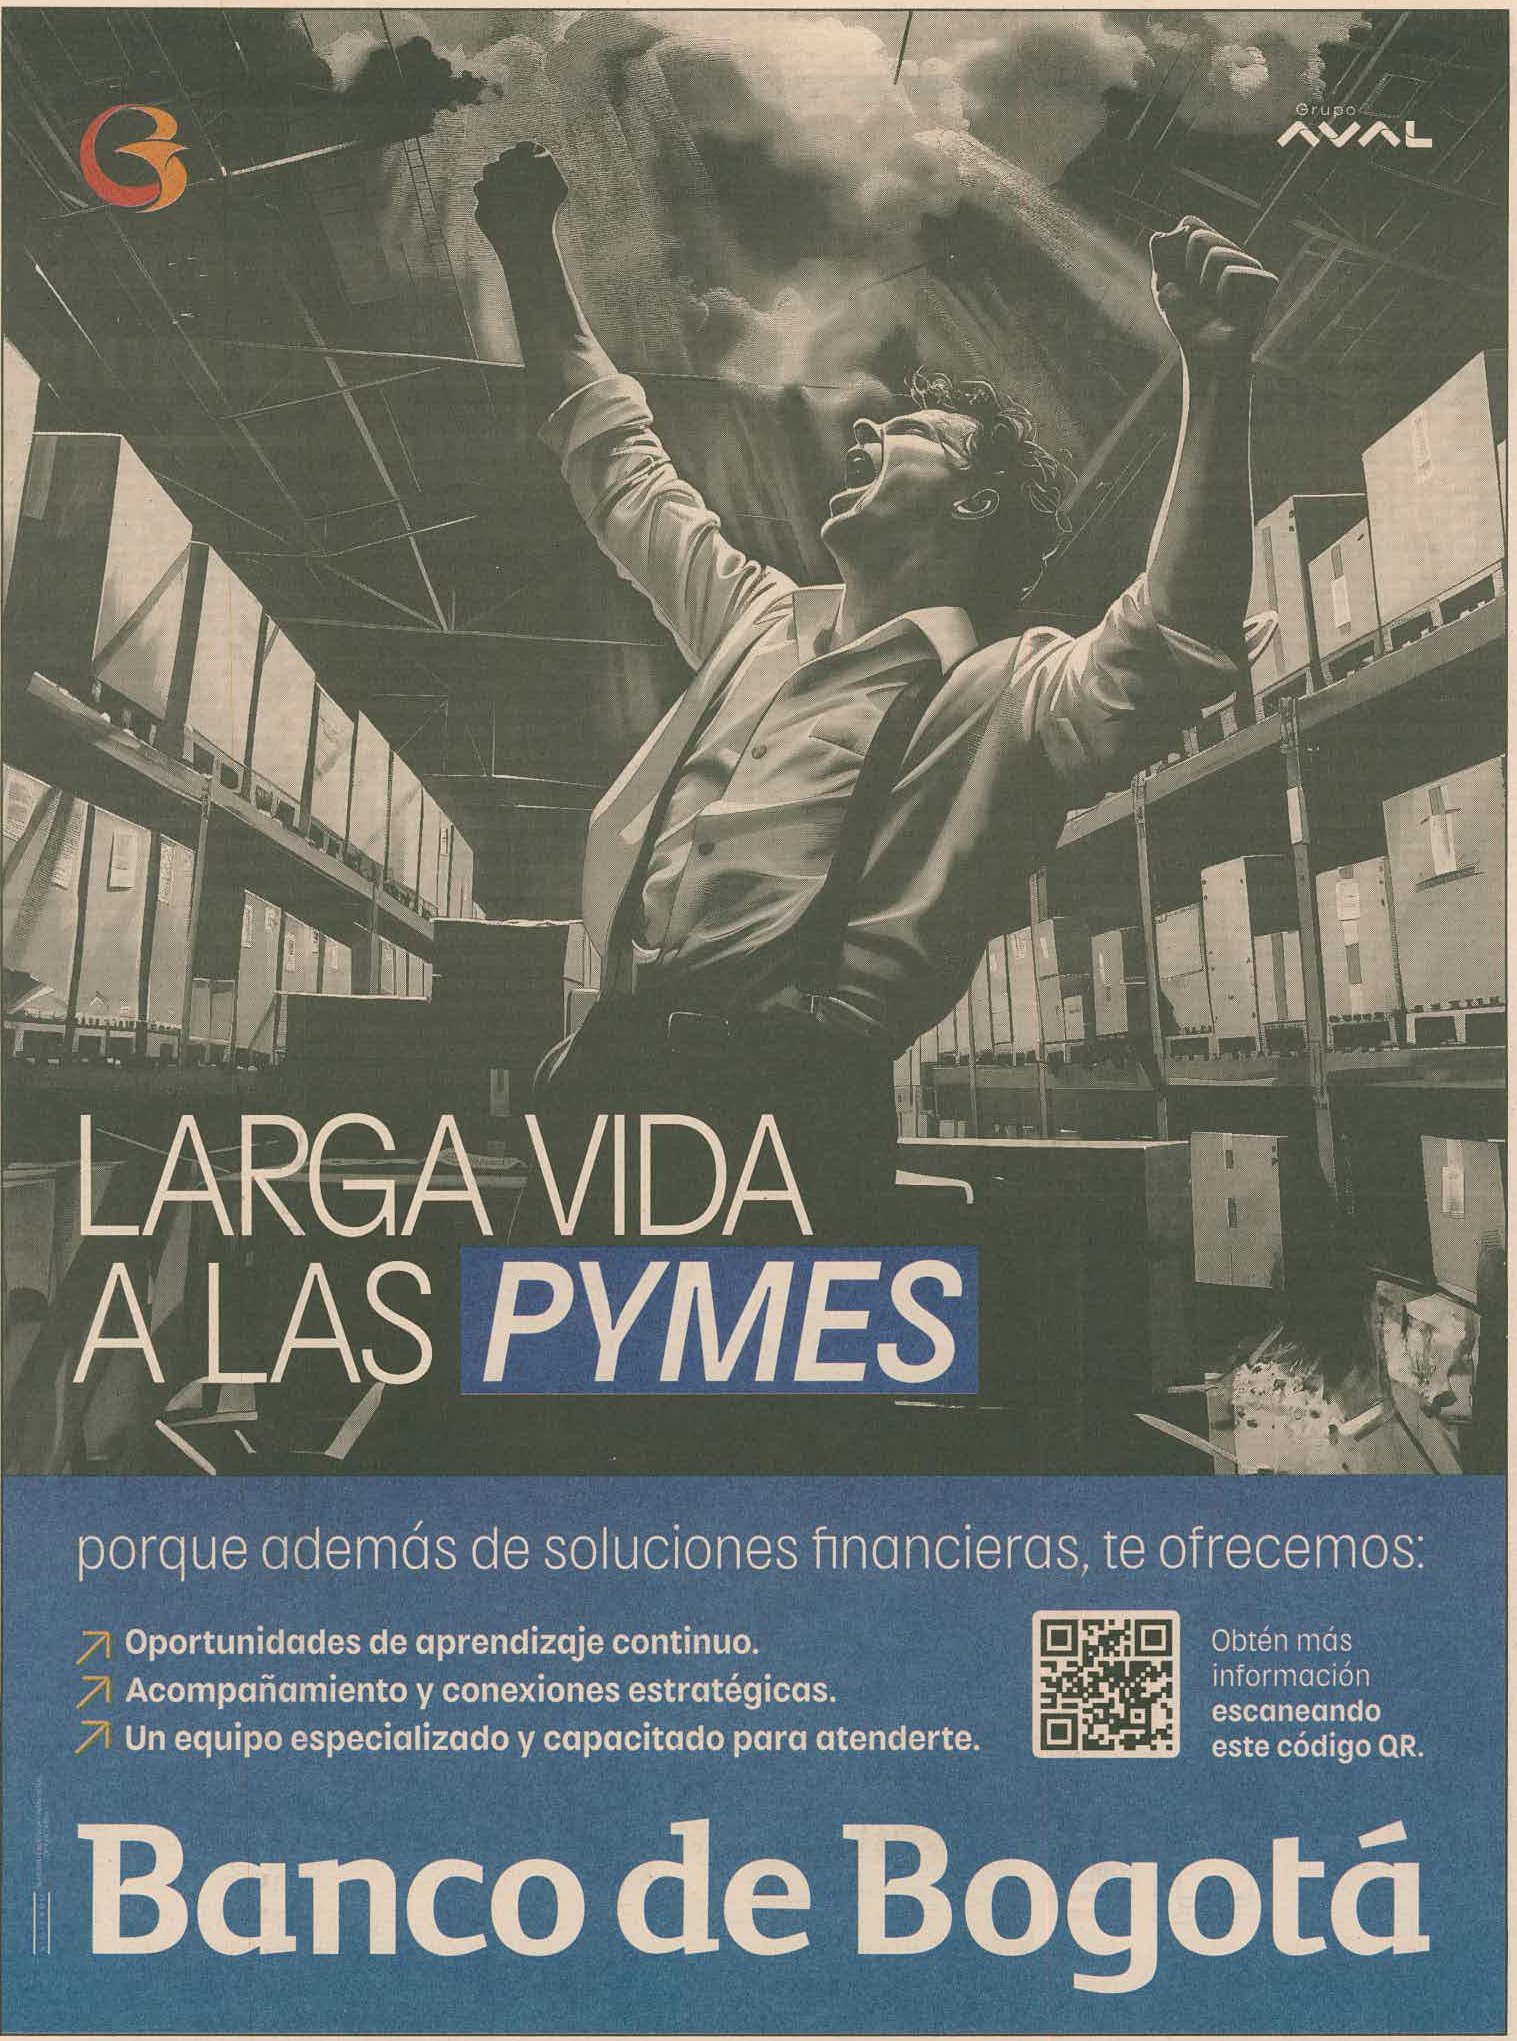 Grupo
AVAL
LARGA VIDA
A LAS PYMES
porque además de soluciones financieras, te ofrecemos:
Oportunidades de aprendizaje continuo.
Acompañamiento y conexiones estratégicas.
Un equipo especializado y capacitado para atenderte.
Obtén más
información
escaneando
este código QR.
Banco de Bogotá